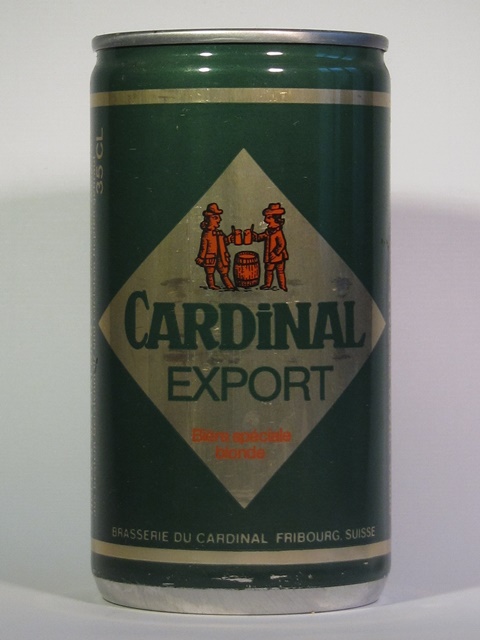 35 CL
CARDiNAL
EXPORT
Bière spéciale
blonde
BRASSERIE DU CARDINAL FRIBOURG, SUISSE